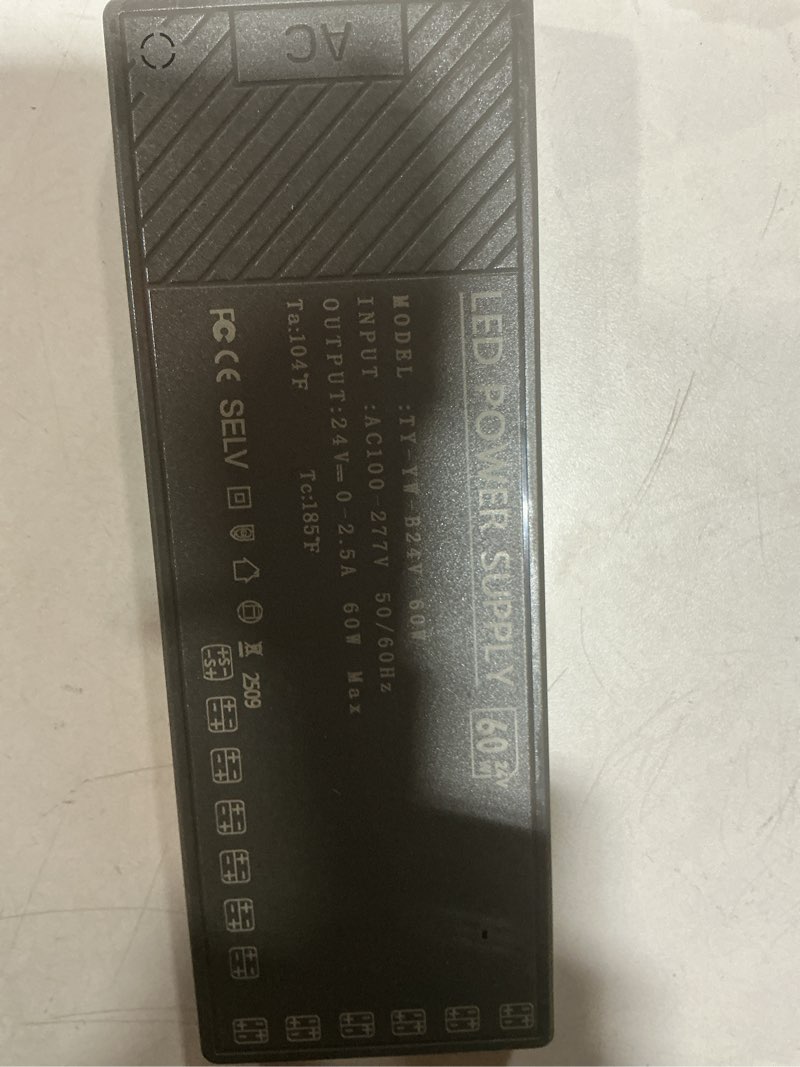 AC
LED POWER SUPPLY 60W 24V
MODEL :TY-YW-B24V 60W
INPUT :AC100-277V 50/60Hz
OUTPUT:24V⎓0-2.5A 60W Max
Ta:104℉ Tc:185℉
FC CE SELV 2509
+S- -S+
+- -+
+- -+
+- -+
+- -+
+- -+
+- -+